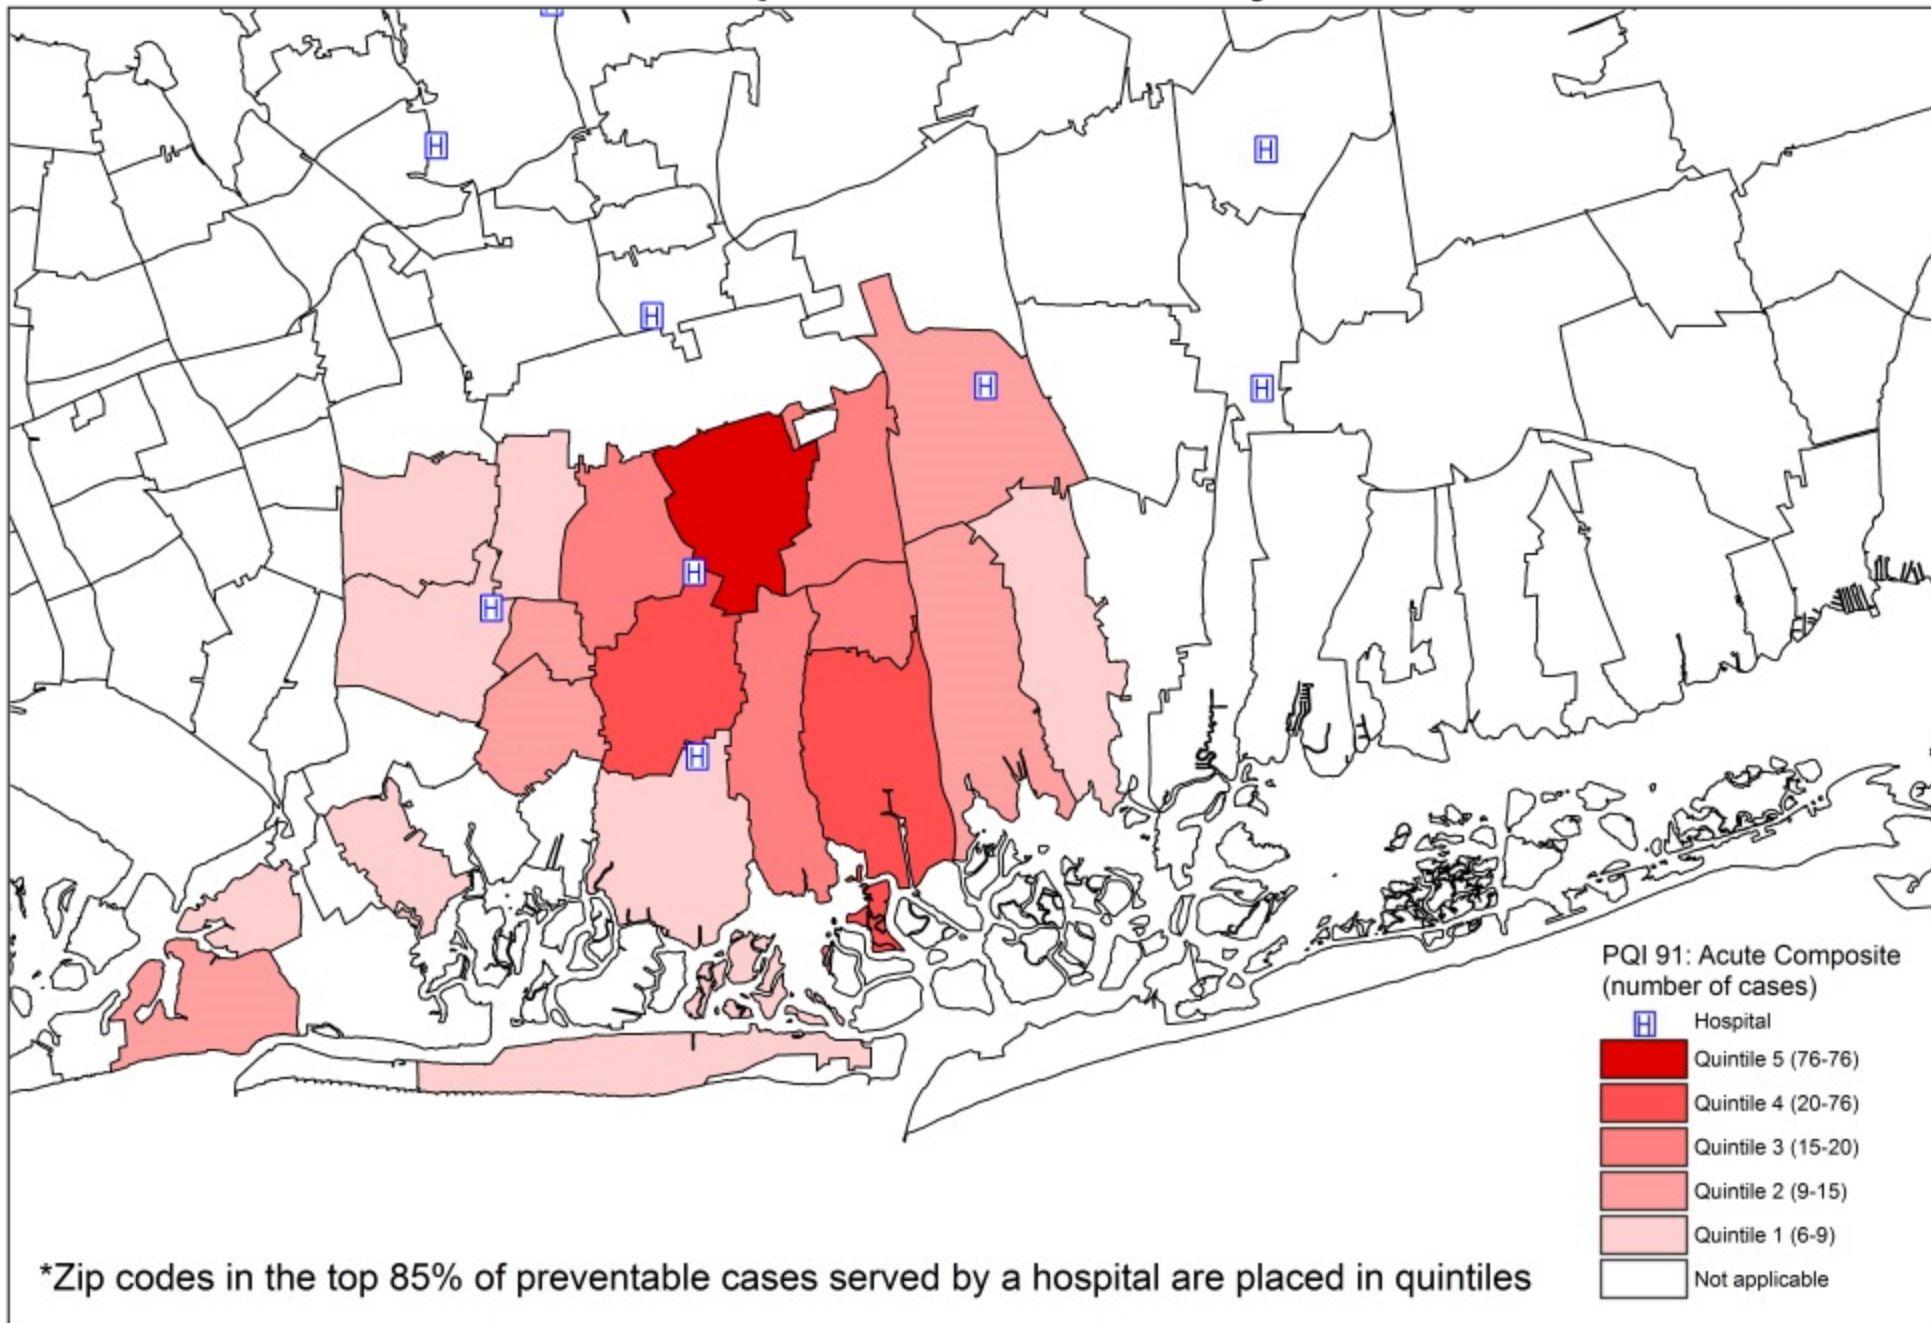 H
H
H
H
H
H
H
H
H
PQI 91: Acute Composite
(number of cases)
H Hospital
Quintile 5 (76-76)
Quintile 4 (20-76)
Quintile 3 (15-20)
Quintile 2 (9-15)
Quintile 1 (6-9)
Not applicable
*Zip codes in the top 85% of preventable cases served by a hospital are placed in quintiles